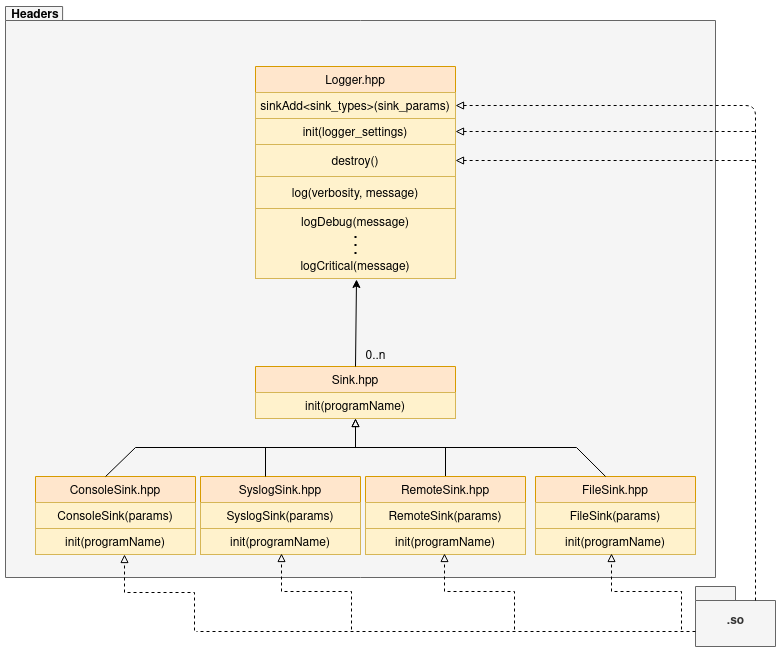 Headers
Logger.hpp
sinkAdd<sink_types>(sink_params)
init(logger_settings)
destroy()
log(verbosity, message)
logDebug(message)
logCritical(message)
0..n
Sink.hpp
init(programName)
ConsoleSink.hpp
ConsoleSink(params)
init(programName)
SyslogSink.hpp
SyslogSink(params)
init(programName)
RemoteSink.hpp
RemoteSink(params)
init(programName)
FileSink.hpp
FileSink(params)
init(programName)
.so